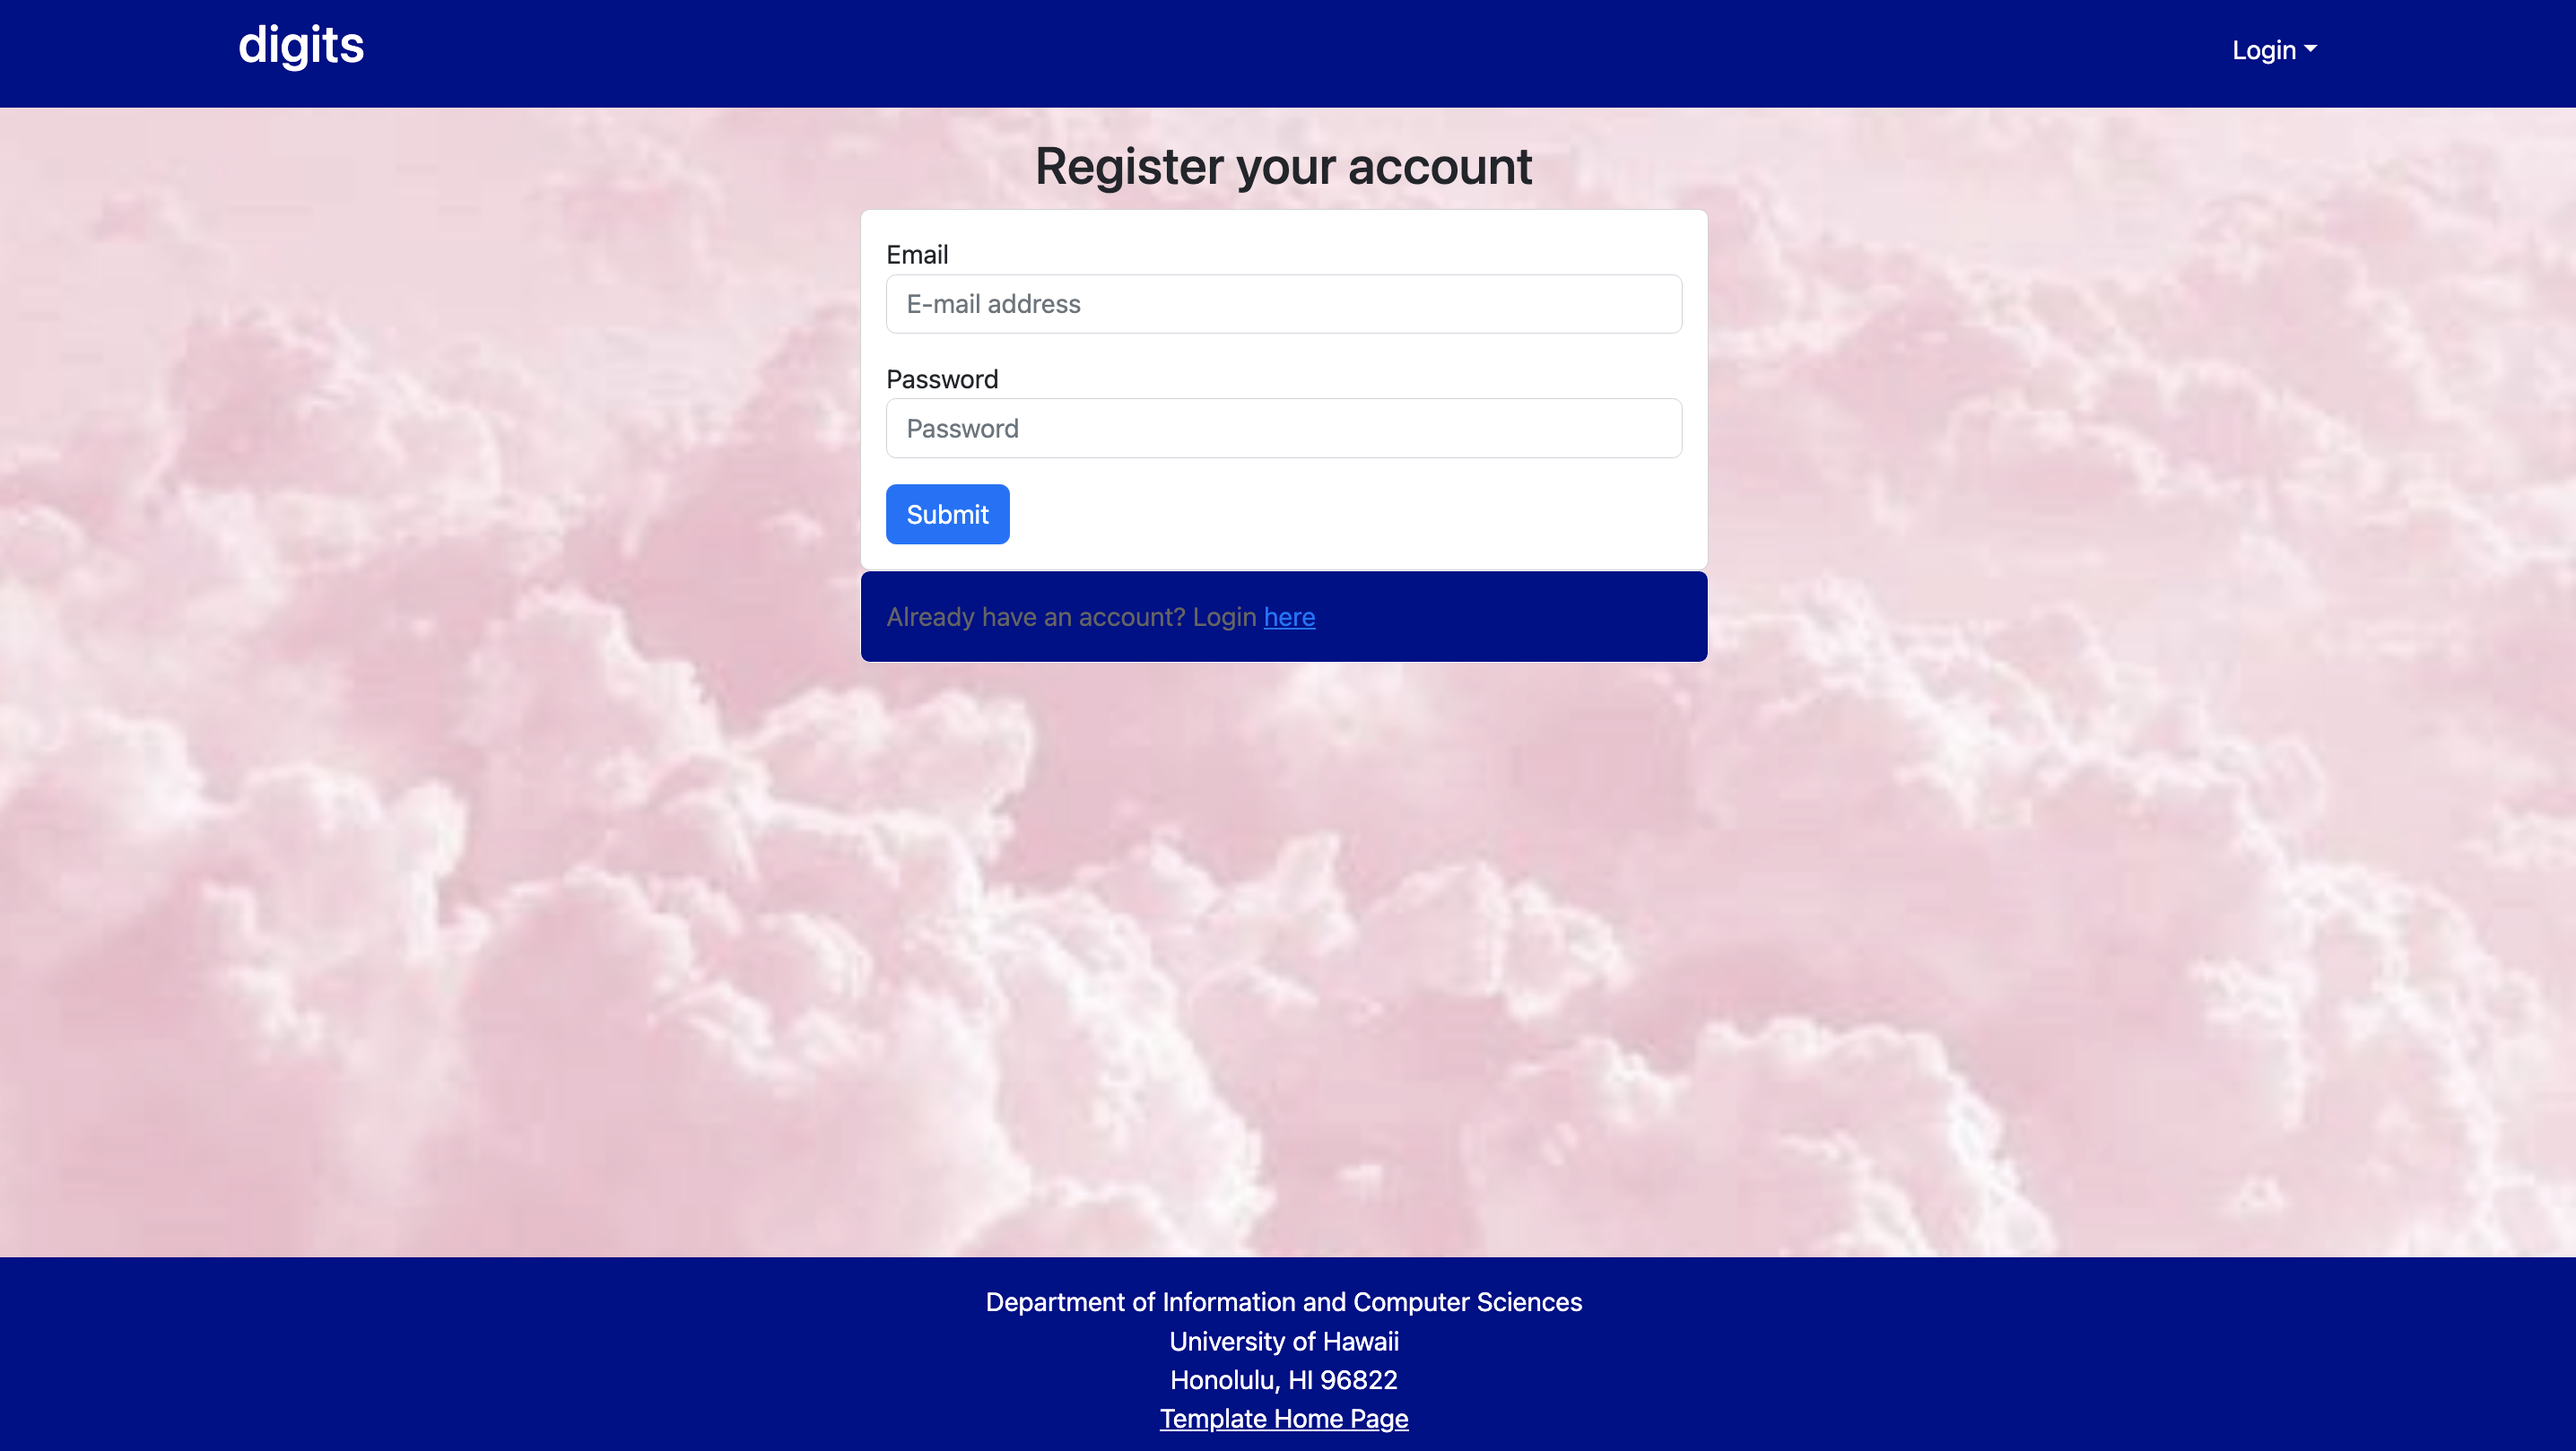 digits
Login
Register your account
Email
E-mail address
Password
Password
Submit
Already have an account? Login here
Department of Information and Computer Sciences
University of Hawaii
Honolulu, HI 96822
Template Home Page